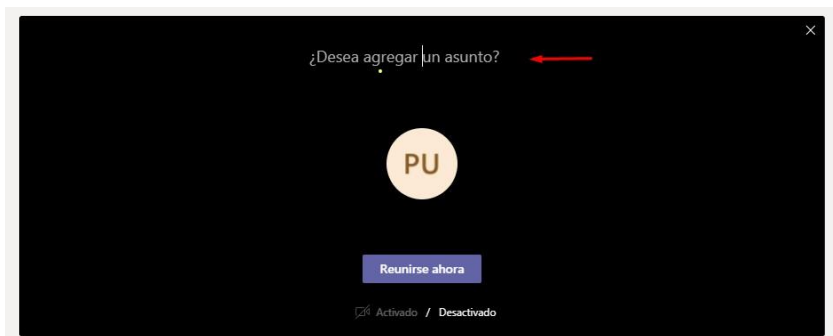 ¿Desea agregar un asunto?
PU
Reunirse ahora
Activado / Desactivado